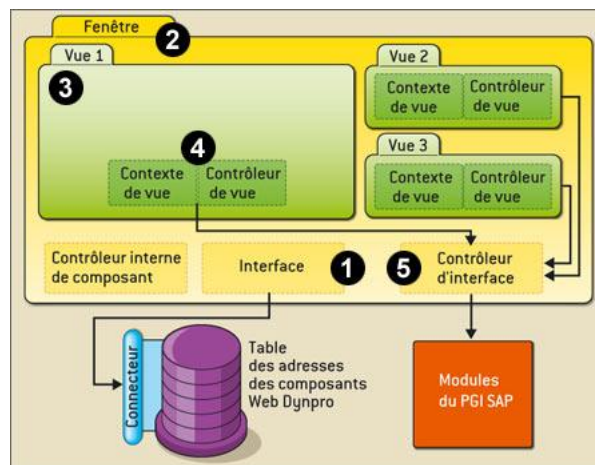 Fenêtre
2
Vue 1
3
4
Contexte
de vue
Contrôleur
de vue
Vue 2
Contexte
de vue
Contrôleur
de vue
Vue 3
Contexte
de vue
Contrôleur
de vue
Contrôleur interne
de composant
Interface
1
5
Contrôleur
d'interface
Connecteur
Table
des adresses
des composants
Web Dynpro
Modules
du PGI SAP